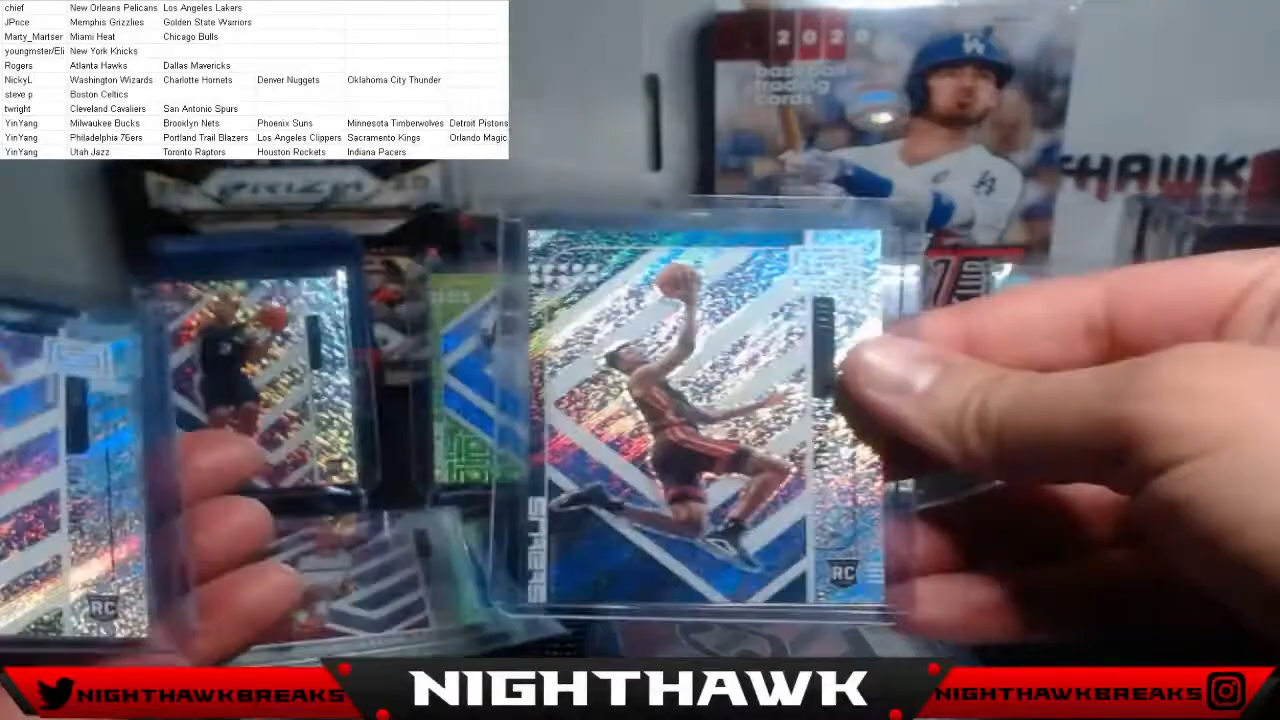 chief New Orleans Pelicans Los Angeles Lakers
JPrice Memphis Grizzlies Golden State Warriors
Marty_Martser Miami Heat Chicago Bulls
youngmster/Eli New York Knicks
Rogers Atlanta Hawks Dallas Mavericks
NickyL Washington Wizards Charlotte Hornets Denver Nuggets Oklahoma City Thunder
steve p Boston Celtics
twright Cleveland Cavaliers San Antonio Spurs
YinYang Milwaukee Bucks Brooklyn Nets Phoenix Suns Minnesota Timberwolves Detroit Pistons
YinYang Philadelphia 76ers Portland Trail Blazers Los Angeles Clippers Sacramento Kings Orlando Magic
YinYang Utah Jazz Toronto Raptors Houston Rockets Indiana Pacers
2020
baseball
trading
cards
HAWK
PRIZM
RC
RC
NIGHTHAWKBREAKS
NIGHTHAWK
NIGHTHAWKBREAKS